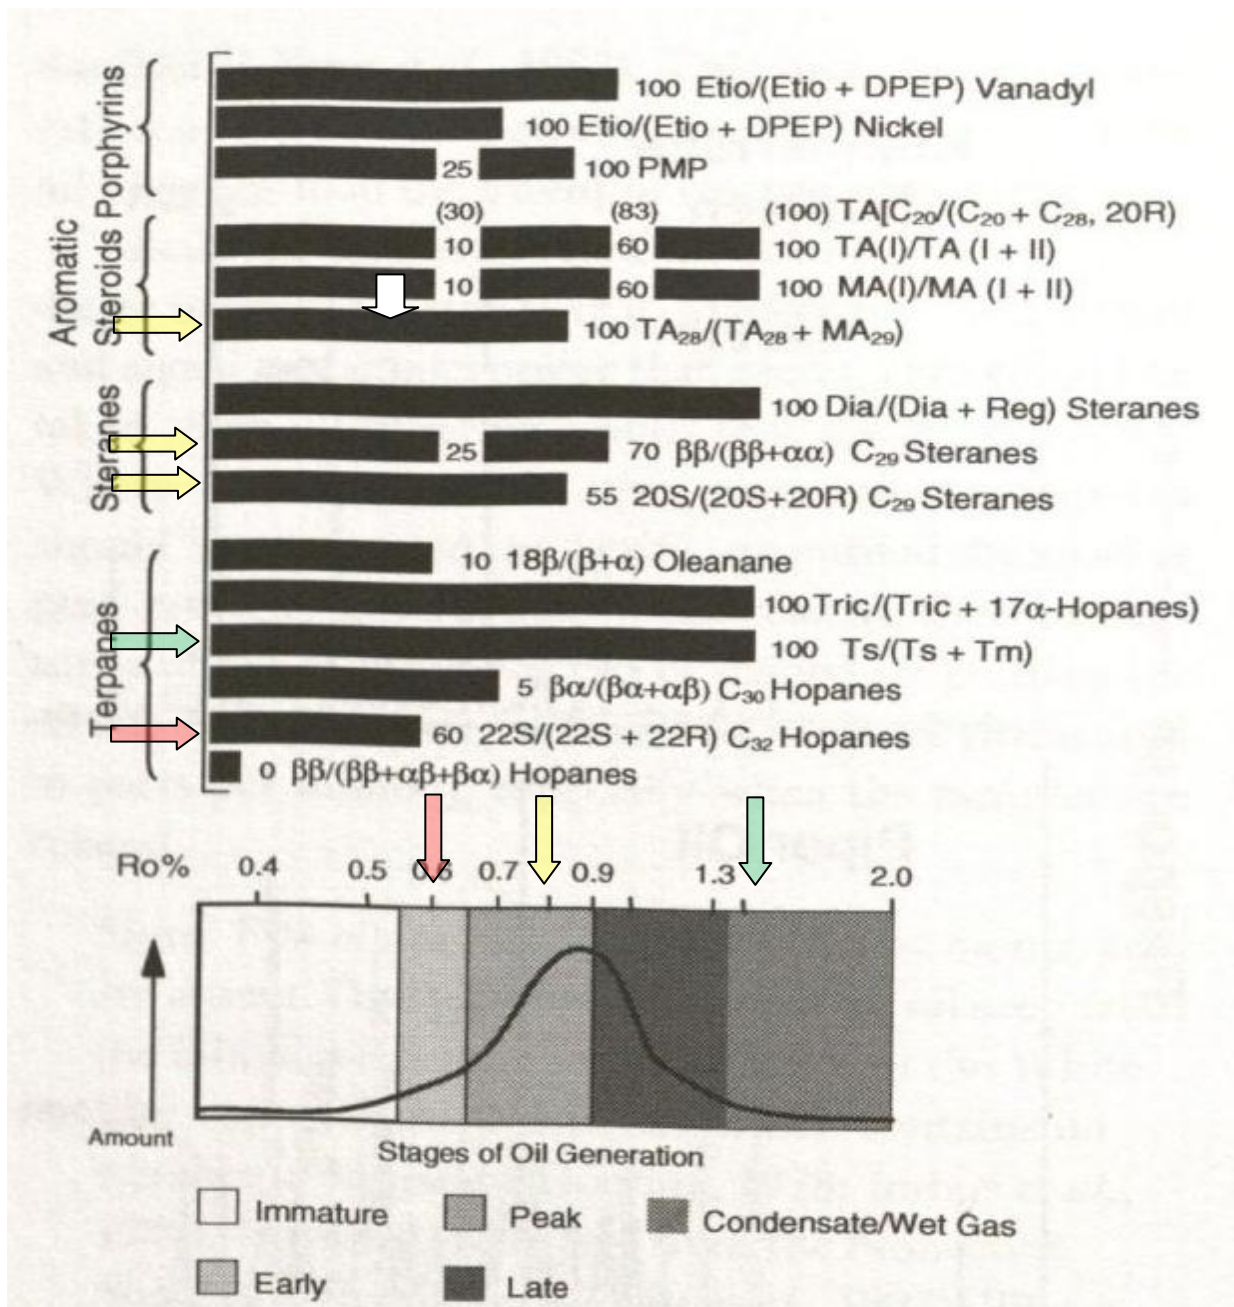 Porphyrins
100 Etio/(Etio + DPEP) Vanadyl
100 Etio/(Etio + DPEP) Nickel
25 100 PMP
Aromatic
Steroids
(30) (83) (100) TA[C₂₀/(C₂₀ + C₂₈, 20R)
10 60 100 TA(I)/TA (I + II)
10 60 100 MA(I)/MA (I + II)
100 TA₂₈/(TA₂₈ + MA₂₉)
Steranes
100 Dia/(Dia + Reg) Steranes
25 70 ββ/(ββ+αα) C₂₉ Steranes
55 20S/(20S+20R) C₂₉ Steranes
Terpanes
10 18β/(β+α) Oleanane
100 Tric/(Tric + 17α-Hopanes)
100 Ts/(Ts + Tm)
5 βα/(βα+αβ) C₃₀ Hopanes
60 22S/(22S + 22R) C₃₂ Hopanes
0 ββ/(ββ+αβ+βα) Hopanes
Ro% 0.4 0.5 0.6 0.7 0.9 1.3 2.0
Amount
Stages of Oil Generation
Immature Peak Condensate/Wet Gas
Early Late